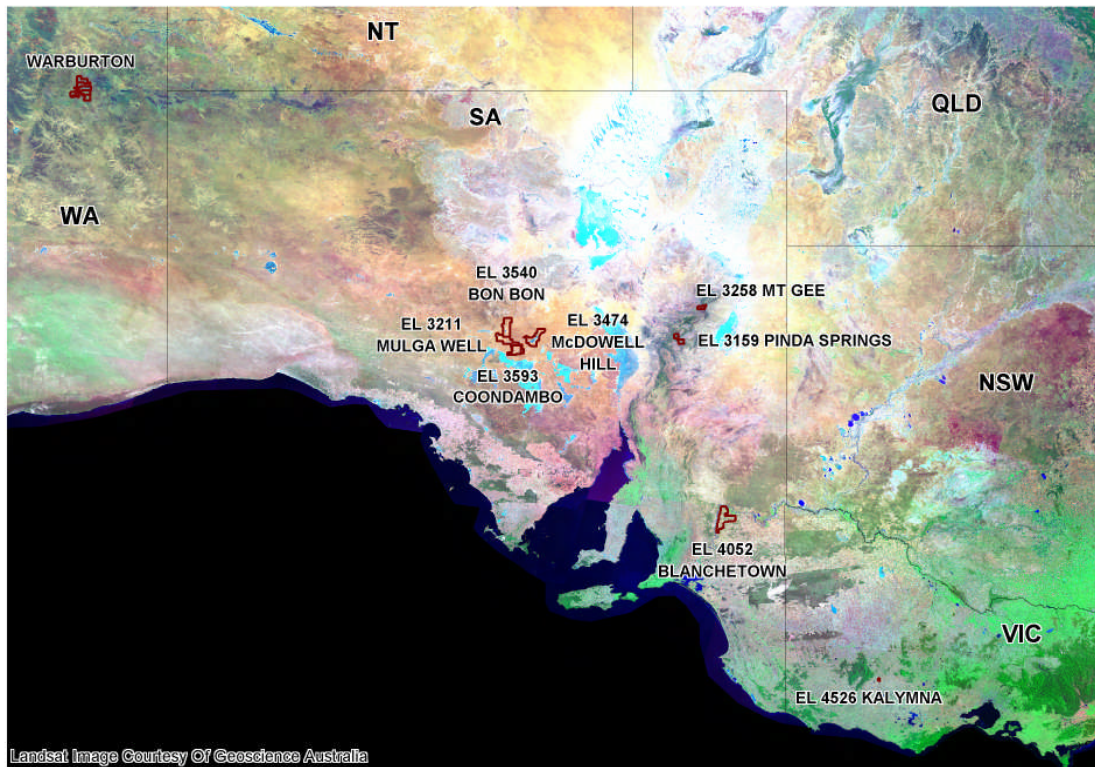 NT
WARBURTON
QLD
SA
WA
EL 3540
BON BON
EL 3258 MT GEE
EL 3211
MULGA WELL
EL 3474
McDOWELL
HILL
EL 3159 PINDA SPRINGS
EL 3593
COONDAMBO
NSW
EL 4052
BLANCHETOWN
VIC
EL 4526 KALYMNA
Landsat Image Courtesy Of Geoscience Australia